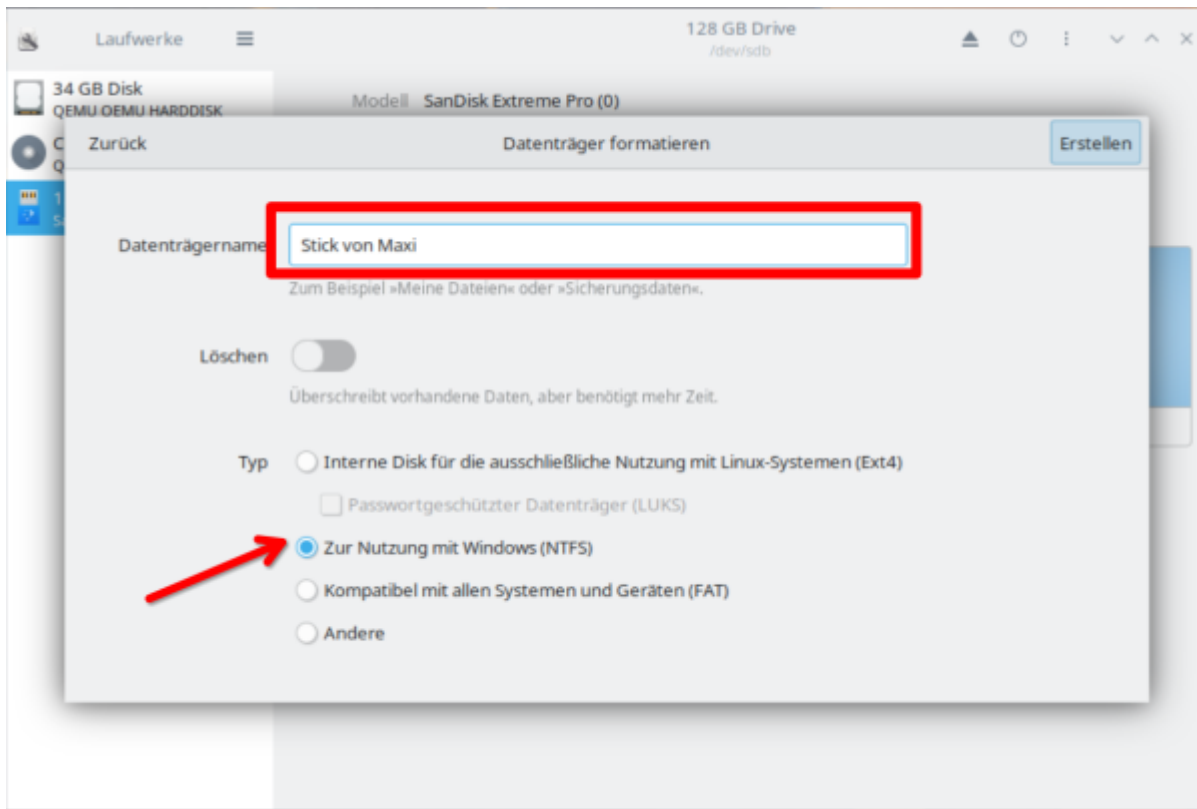 Laufwerke
128 GB Drive
/dev/sdb
34 GB Disk
QEMU QEMU HARDDISK
Modell SanDisk Extreme Pro (0)
Zurück
Datenträger formatieren
Erstellen
Datenträgername
Stick von Maxi
Zum Beispiel »Meine Dateien« oder »Sicherungsdaten«.
Löschen
Überschreibt vorhandene Daten, aber benötigt mehr Zeit.
Typ
Interne Disk für die ausschließliche Nutzung mit Linux-Systemen (Ext4)
Passwortgeschützter Datenträger (LUKS)
Zur Nutzung mit Windows (NTFS)
Kompatibel mit allen Systemen und Geräten (FAT)
Andere